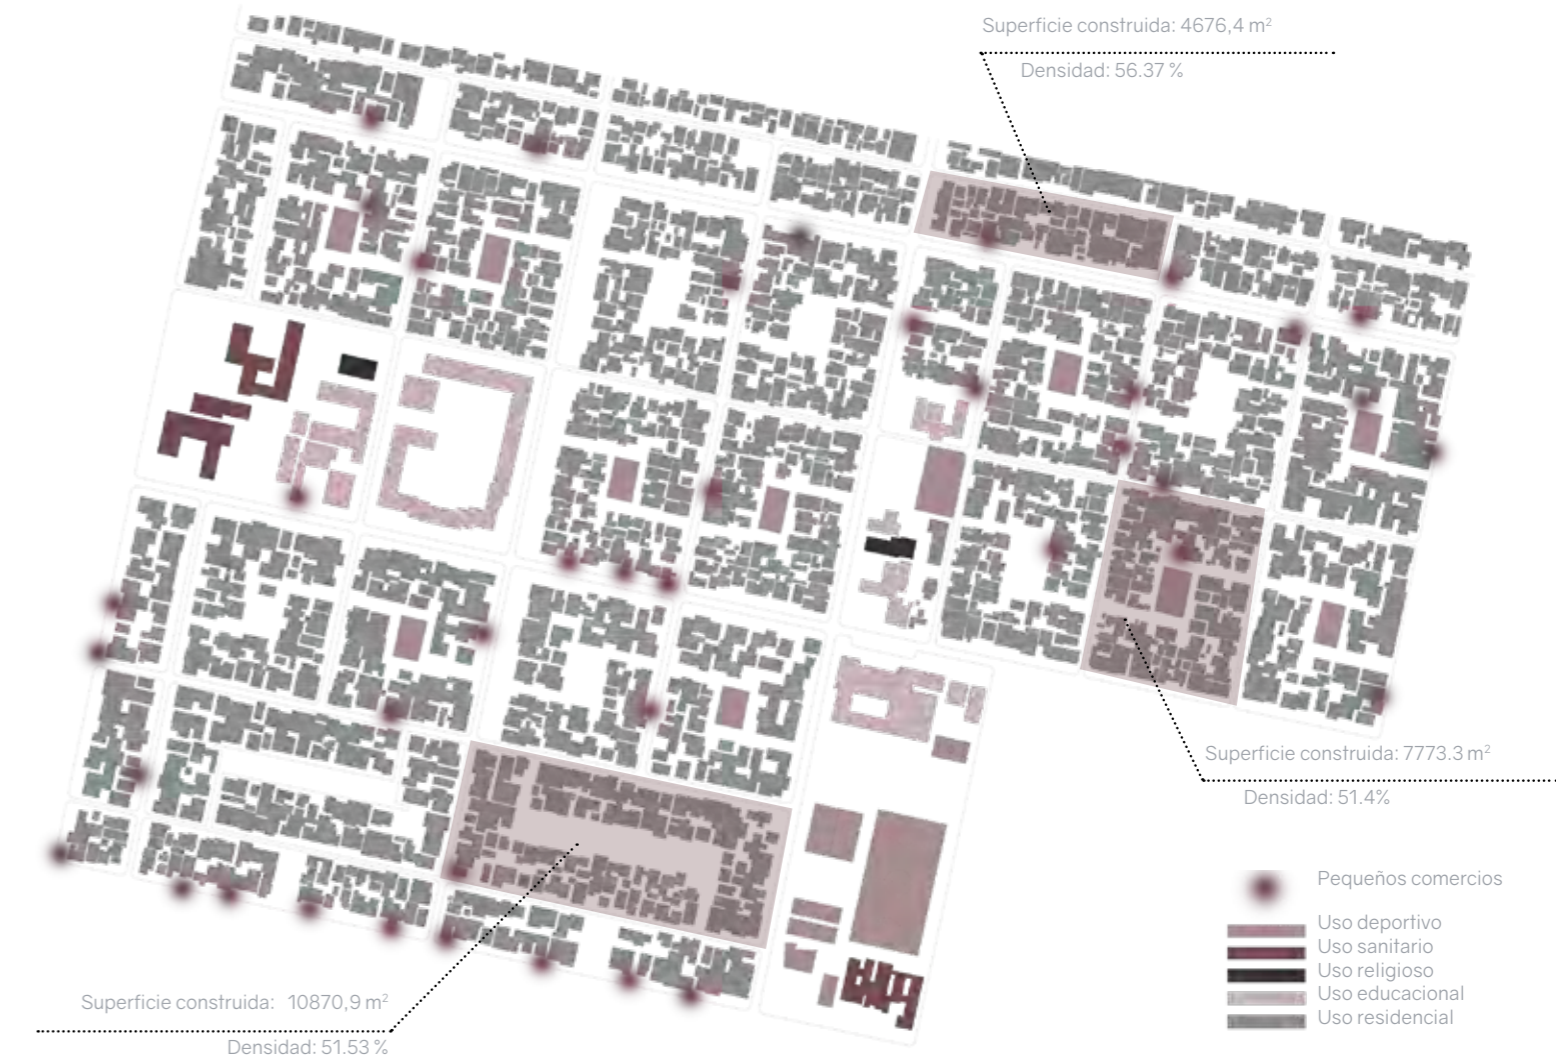 Superficie construida: 4676,4 m²
Densidad: 56.37 %
Superficie construida: 7773.3 m²
Densidad: 51.4%
Pequeños comercios
Uso deportivo
Uso sanitario
Uso religioso
Uso educacional
Uso residencial
Superficie construida: 10870,9 m²
Densidad: 51.53 %